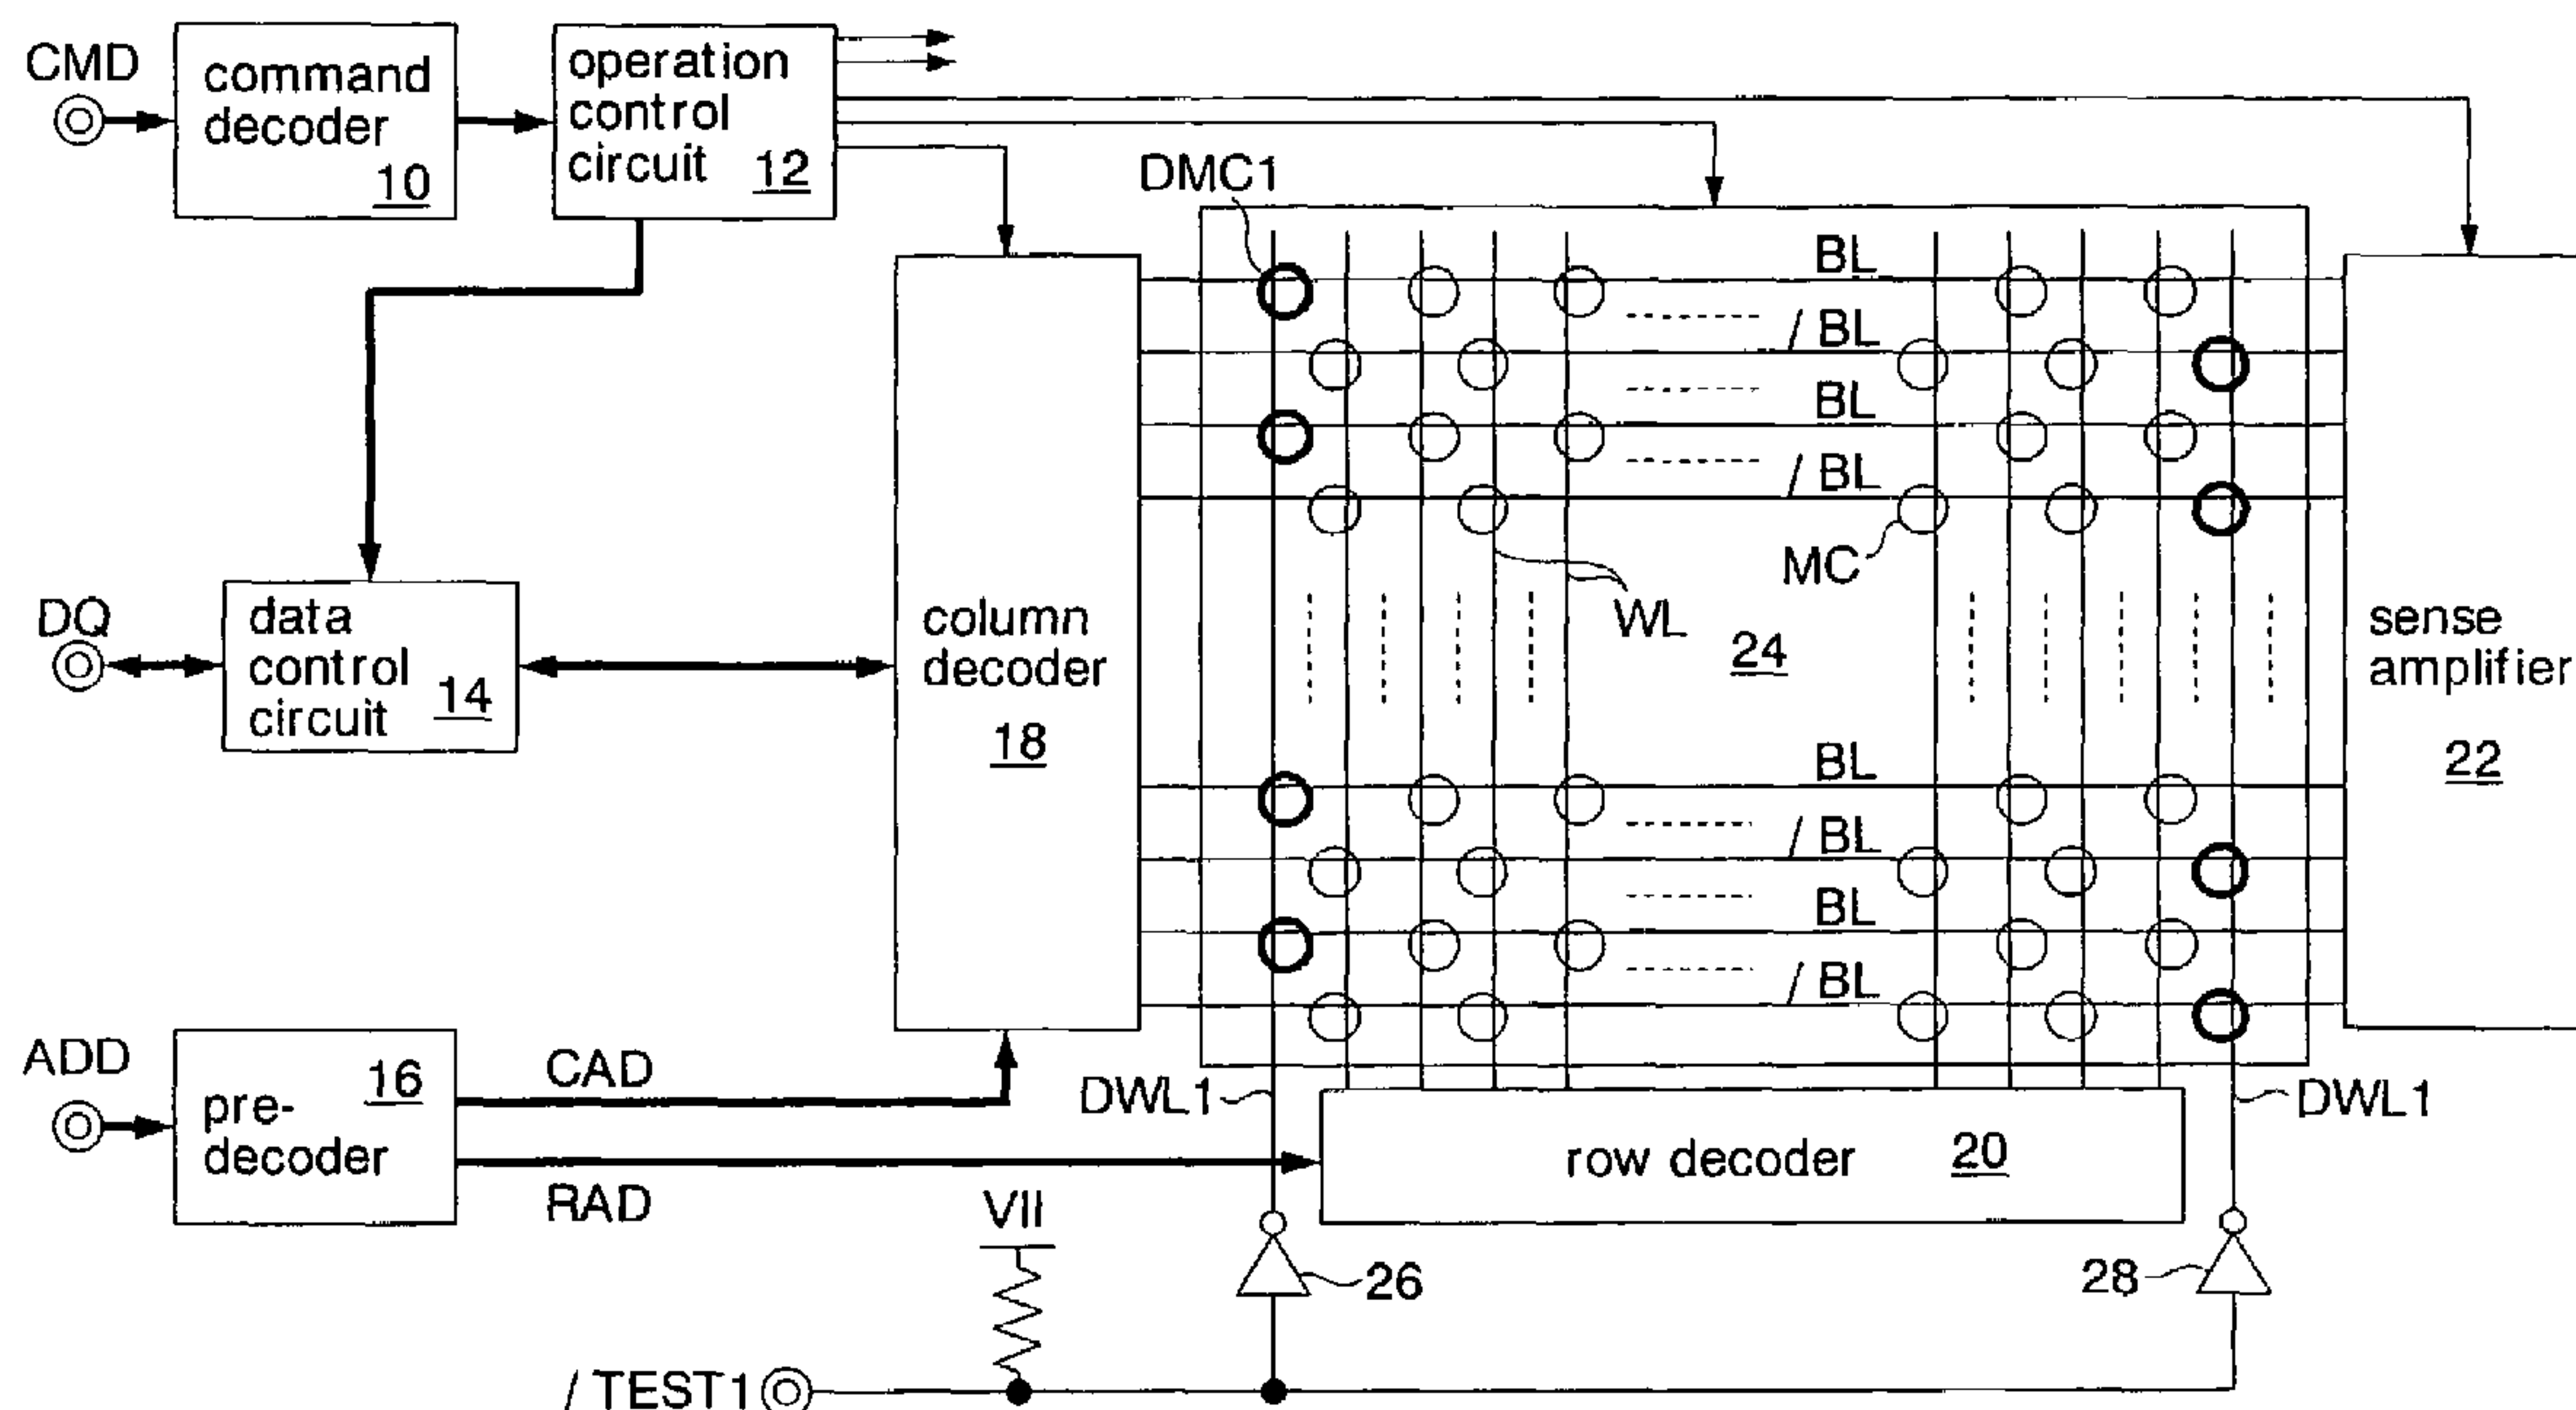 CMD
command
decoder
10
operation
control
circuit
12
DMC1
BL
/ BL
BL
/ BL
MC
WL
24
DQ
data
control
circuit
14
column
decoder
18
sense
amplifier
22
BL
/ BL
BL
/ BL
ADD
pre-
decoder
16
CAD
RAD
DWL1
DWL1
row decoder 20
VII
26
28
/ TEST1